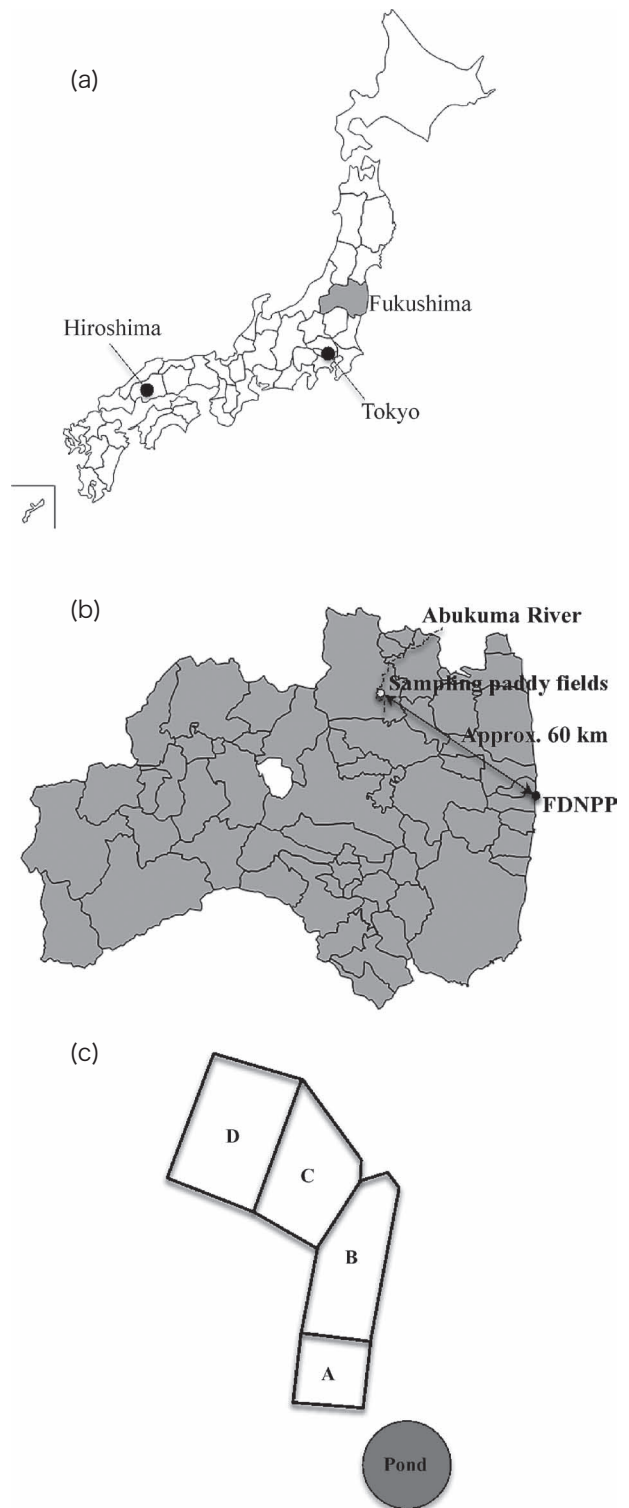 (a)
Fukushima
Hiroshima
Tokyo
(b)
Abukuma River
Sampling paddy fields
Approx. 60 km
FDNPP
(c)
D
C
B
A
Pond